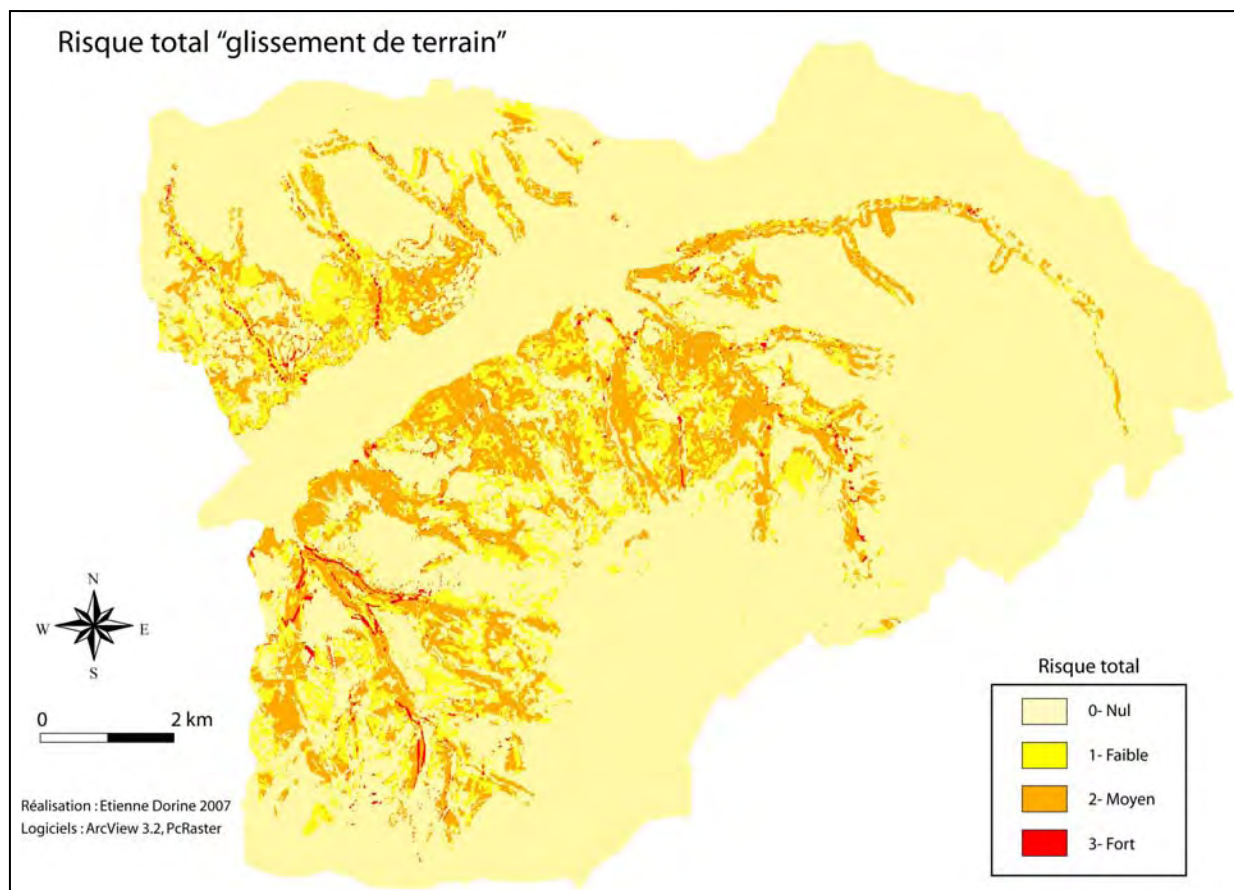 Risque total “glissement de terrain”
N
W E
S
0 2 km
Réalisation : Etienne Dorine 2007
Logiciels : ArcView 3.2, PcRaster
Risque total
0- Nul
1- Faible
2- Moyen
3- Fort